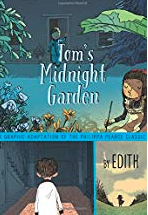 Tom's
Midnight
Garden
A GRAPHIC ADAPTATION OF THE PHILIPPA PEARCE CLASSIC
by EDITH